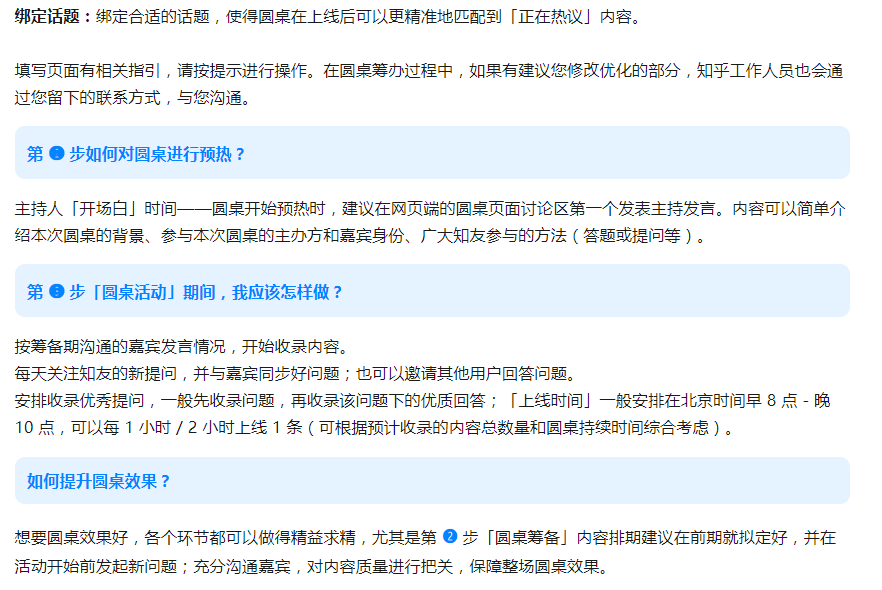 绑定话题：绑定合适的话题，使得圆桌在上线后可以更精准地匹配到「正在热议」内容。
填写页面有相关指引，请按提示进行操作。在圆桌筹办过程中，如果有建议您修改优化的部分，知乎工作人员也会通
过您留下的联系方式，与您沟通。
第 步如何对圆桌进行预热？
主持人「开场白」时间——圆桌开始预热时，建议在网页端的圆桌页面讨论区第一个发表主持发言。内容可以简单介
绍本次圆桌的背景、参与本次圆桌的主办方和嘉宾身份、广大知友参与的方法（答题或提问等）。
第 步「圆桌活动」期间，我应该怎样做？
按筹备期沟通的嘉宾发言情况，开始收录内容。
每天关注知友的新提问，并与嘉宾同步好问题；也可以邀请其他用户回答问题。
安排收录优秀提问，一般先收录问题，再收录该问题下的优质回答；「上线时间」一般安排在北京时间早 8 点 - 晚
10 点，可以每 1 小时 / 2 小时上线 1 条（可根据预计收录的内容总数量和圆桌持续时间综合考虑）。
如何提升圆桌效果？
想要圆桌效果好，各个环节都可以做得精益求精，尤其是第 ❷ 步「圆桌筹备」内容排期建议在前期就拟定好，并在
活动开始前发起新问题；充分沟通嘉宾，对内容质量进行把关，保障整场圆桌效果。